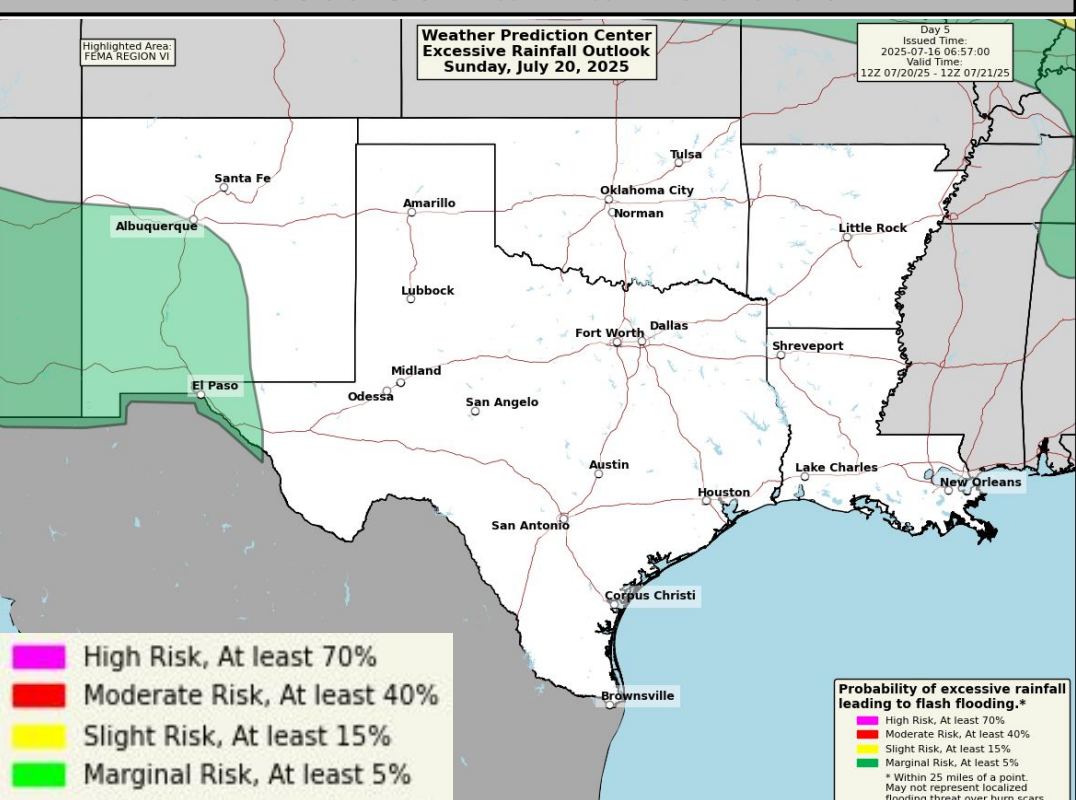 Weather Prediction Center
Excessive Rainfall Outlook
Sunday, July 20, 2025
Highlighted Area:
FEMA REGION VI
Day 5
Issued Time:
2025-07-16 06:57:00
Valid Time:
12Z 07/20/25 - 12Z 07/21/25
Tulsa
Santa Fe
Oklahoma City
Amarillo
Norman
Albuquerque
Little Rock
Lubbock
Dallas
Fort Worth
Shreveport
Midland
El Paso
Odessa
San Angelo
Austin
Lake Charles
New Orleans
Houston
San Antonio
Corpus Christi
Brownsville
High Risk, At least 70%
Moderate Risk, At least 40%
Slight Risk, At least 15%
Marginal Risk, At least 5%
Probability of excessive rainfall
leading to flash flooding.*
High Risk, At least 70%
Moderate Risk, At least 40%
Slight Risk, At least 15%
Marginal Risk, At least 5%
* Within 25 miles of a point.
May not represent localized
flooding threat over burn scars